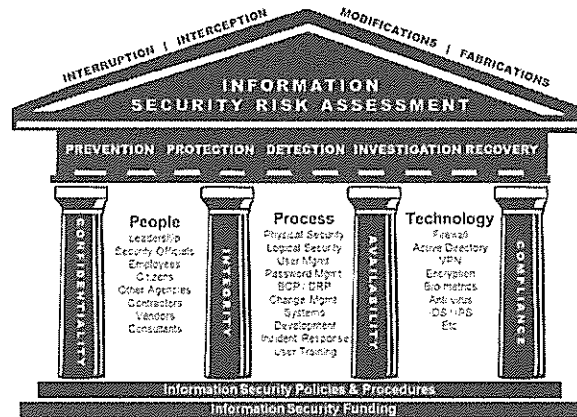 INTERRUPTION | INTERCEPTION
MODIFICATIONS | FABRICATIONS
INFORMATION
SECURITY RISK ASSESSMENT
PREVENTION PROTECTION DETECTION INVESTIGATION RECOVERY
CONFIDENTIALITY
People
Leadership
Security Officials
Employees
Citizens
Other Agencies
Contractors
Vendors
Consultants
INTEGRITY
Process
Physical Security
Logical Security
User Mgmt
Password Mgmt
BCP / DRP
Change Mgmt
Systems
Development
Incident Response
User Training
AVAILABILITY
Technology
Firewall
Active Directory
VPN
Encryption
Biometrics
Anti virus
IDS / IPS
Etc
COMPLIANCE
Information Security Policies & Procedures
Information Security Funding